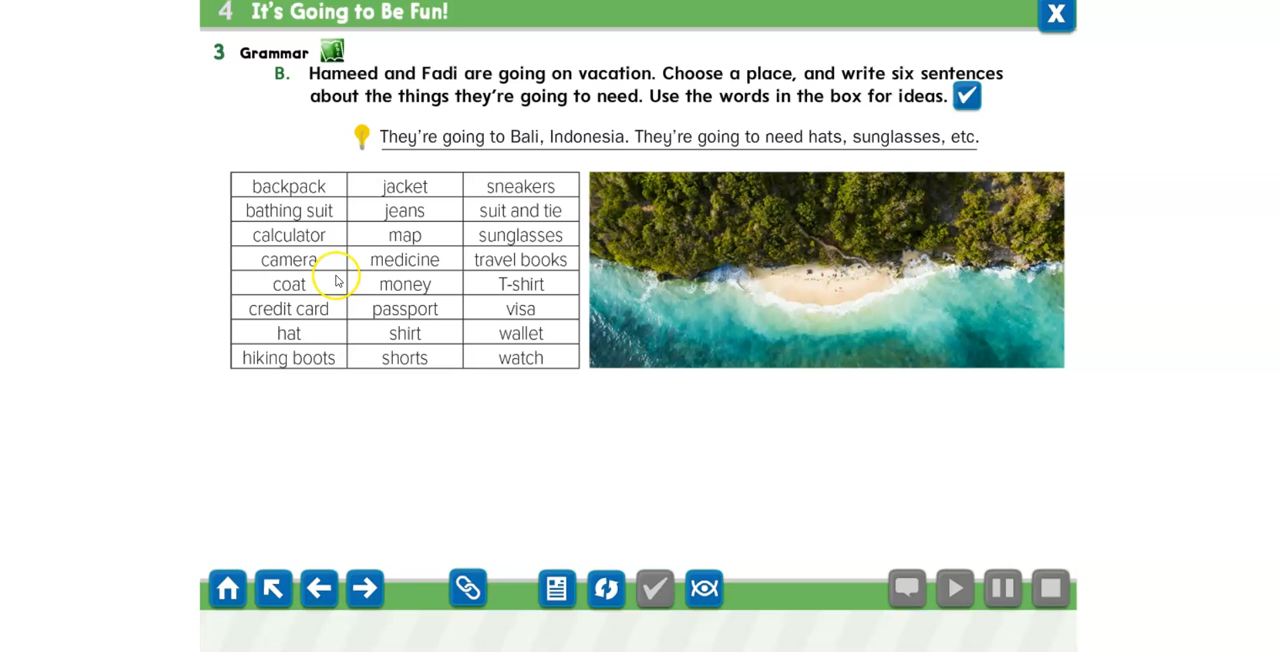 4 It's Going to Be Fun!
X
3 Grammar
B. Hameed and Fadi are going on vacation. Choose a place, and write six sentences
about the things they're going to need. Use the words in the box for ideas.
They're going to Bali, Indonesia. They're going to need hats, sunglasses, etc.
backpack jacket sneakers
bathing suit jeans suit and tie
calculator map sunglasses
camera medicine travel books
coat money T-shirt
credit card passport visa
hat shirt wallet
hiking boots shorts watch